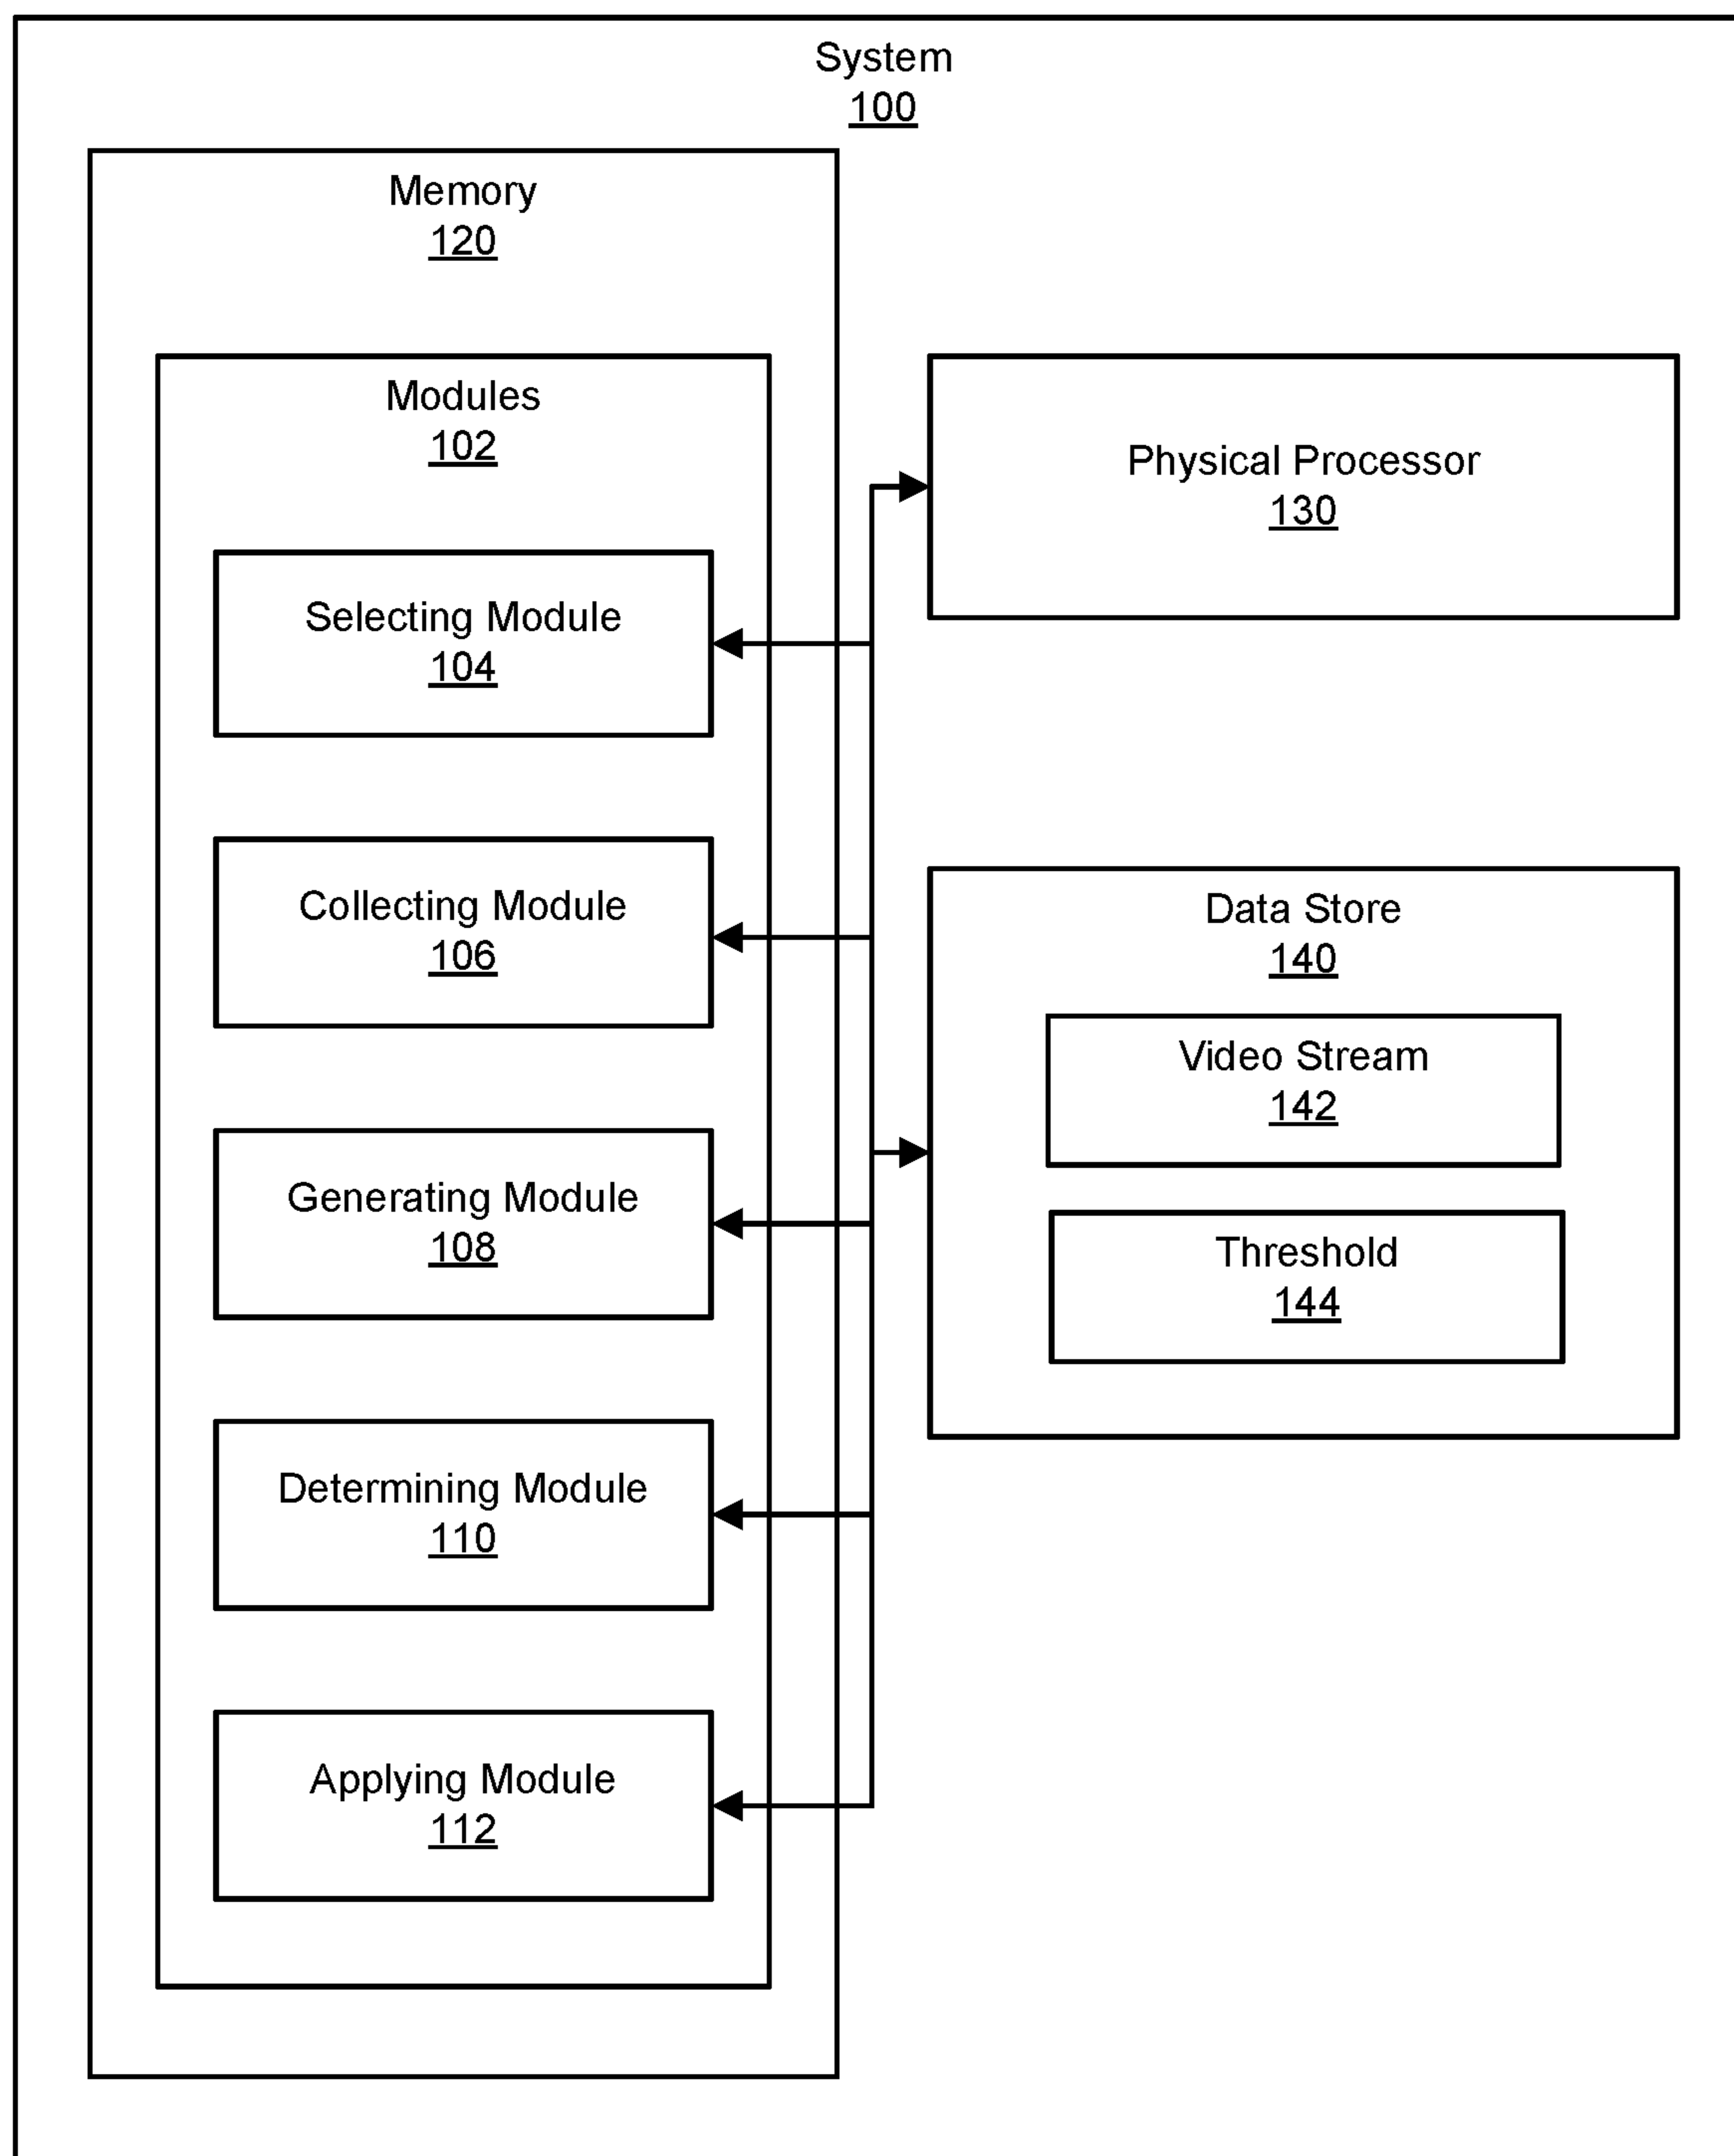 System
100
Memory
120
Modules
102
Selecting Module
104
Collecting Module
106
Generating Module
108
Determining Module
110
Applying Module
112
Physical Processor
130
Data Store
140
Video Stream
142
Threshold
144